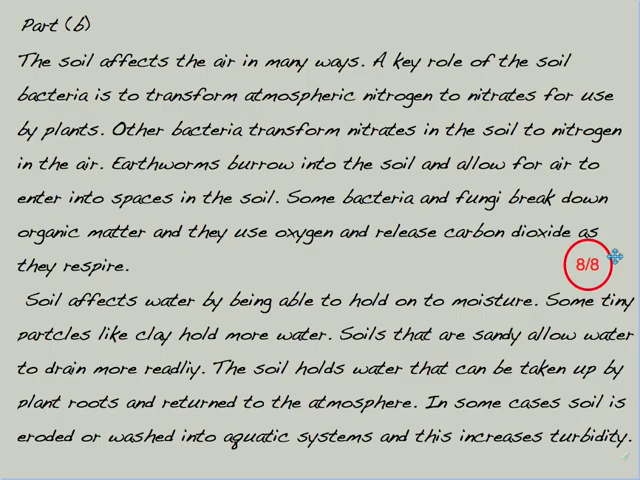 Part (b)
The soil affects the air in many ways. A key role of the soil
bacteria is to transform atmospheric nitrogen to nitrates for use
by plants. Other bacteria transform nitrates in the soil to nitrogen
in the air. Earthworms burrow into the soil and allow for air to
enter into spaces in the soil. Some bacteria and fungi break down
organic matter and they use oxygen and release carbon dioxide as
they respire.
8/8
Soil affects water by being able to hold on to moisture. Some tiny
partcles like clay hold more water. Soils that are sandy allow water
to drain more readliy. The soil holds water that can be taken up by
plant roots and returned to the atmosphere. In some cases soil is
eroded or washed into aquatic systems and this increases turbidity.